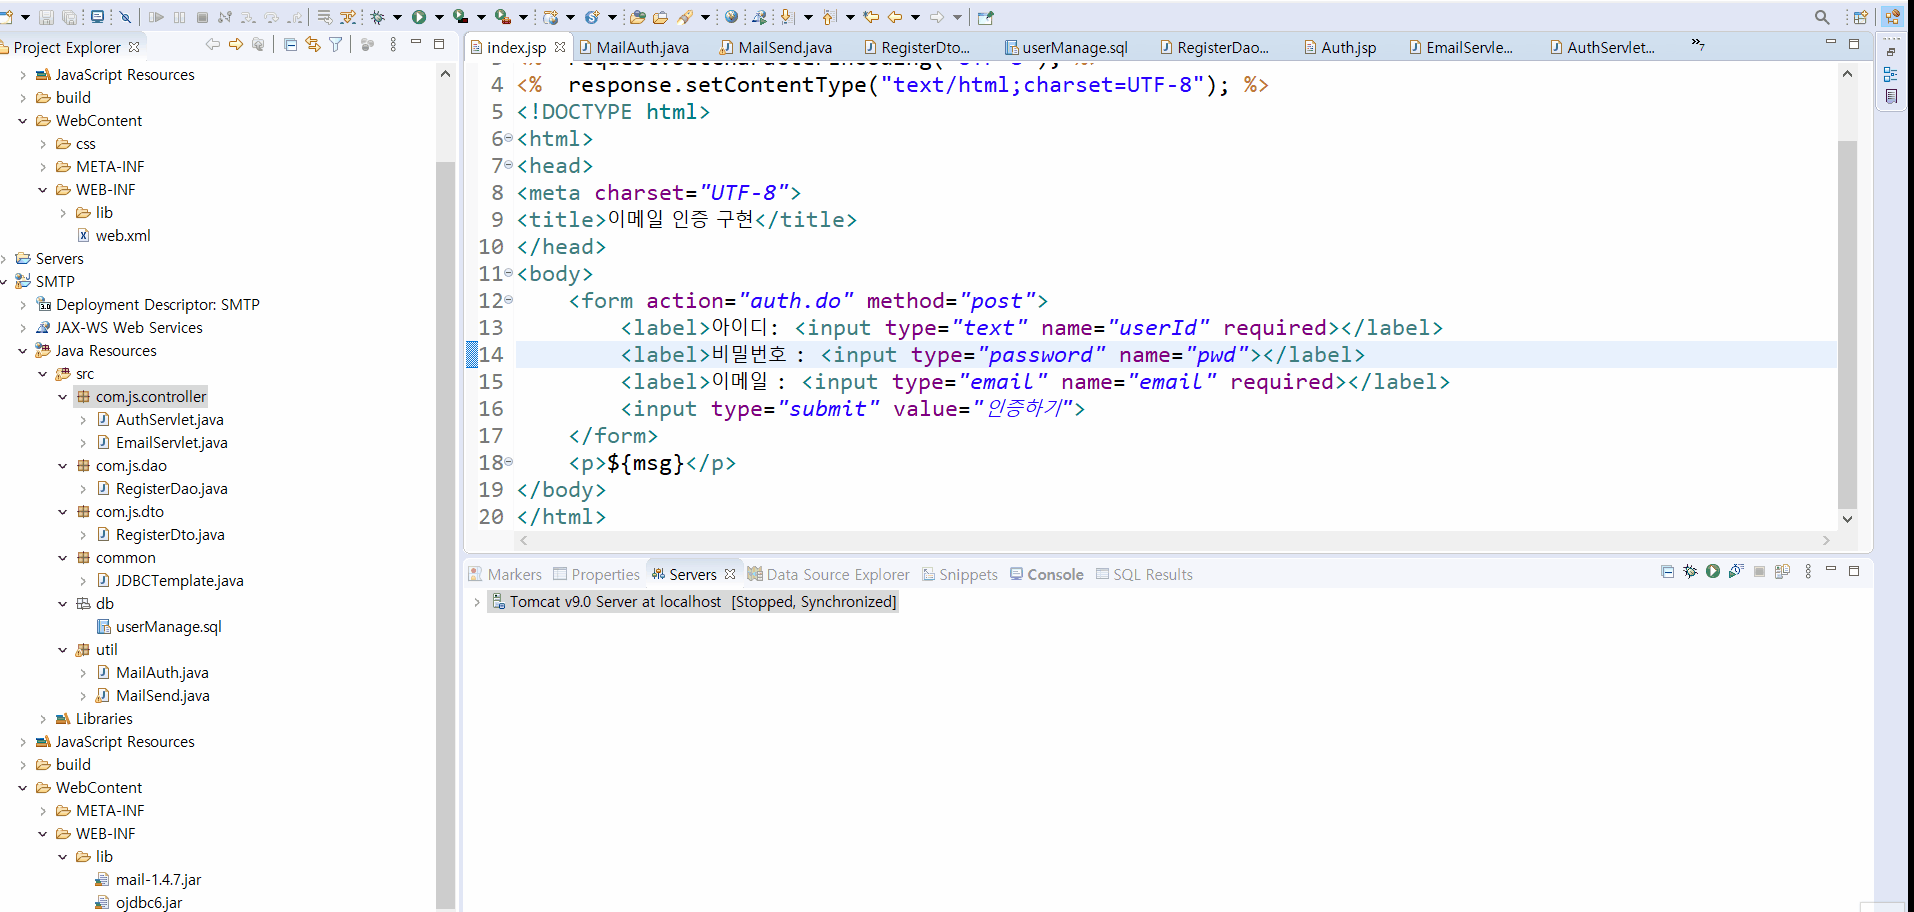 Project Explorer
JavaScript Resources
build
WebContent
css
META-INF
WEB-INF
lib
web.xml
Servers
SMTP
Deployment Descriptor: SMTP
JAX-WS Web Services
Java Resources
src
com.js.controller
AuthServlet.java
EmailServlet.java
com.js.dao
RegisterDao.java
com.js.dto
RegisterDto.java
common
JDBCTemplate.java
db
userManage.sql
util
MailAuth.java
MailSend.java
Libraries
JavaScript Resources
build
WebContent
META-INF
WEB-INF
lib
mail-1.4.7.jar
ojdbc6.jar
index.jsp MailAuth.java MailSend.java RegisterDto... userManage.sql RegisterDao... Auth.jsp EmailServle... AuthServlet... »7
4 <% response.setContentType("text/html;charset=UTF-8"); %>
5 <!DOCTYPE html>
6 <html>
7 <head>
8 <meta charset="UTF-8">
9 <title>이메일 인증 구현</title>
10 </head>
11 <body>
12 <form action="auth.do" method="post">
13 <label>아이디: <input type="text" name="userId" required></label>
14 <label>비밀번호 : <input type="password" name="pwd"></label>
15 <label>이메일 : <input type="email" name="email" required></label>
16 <input type="submit" value="인증하기">
17 </form>
18 <p>${msg}</p>
19 </body>
20 </html>
Markers Properties Servers Data Source Explorer Snippets Console SQL Results
Tomcat v9.0 Server at localhost [Stopped, Synchronized]